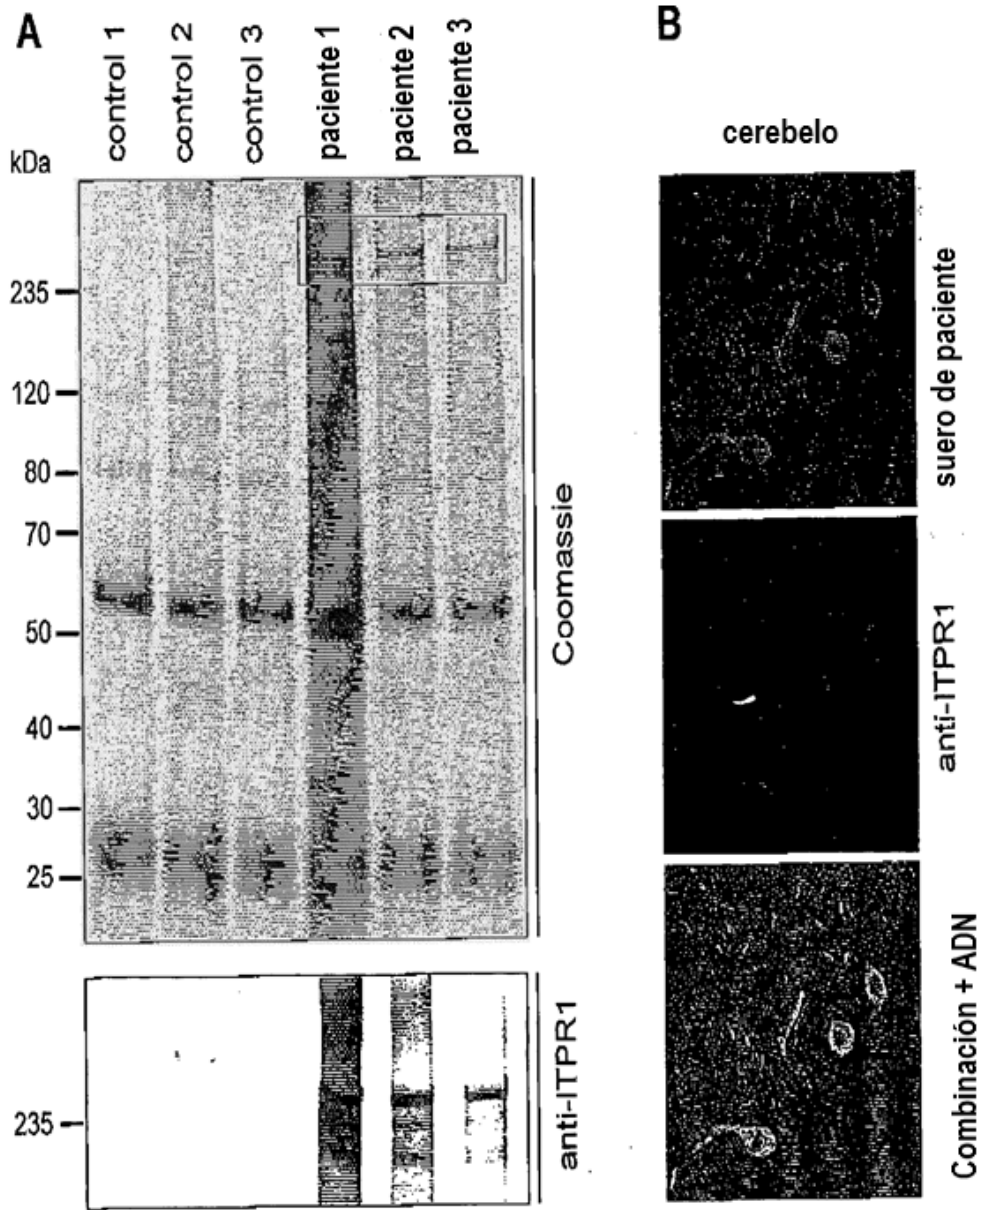 A
control 1
control 2
control 3
paciente 1
paciente 2
paciente 3
kDa
235
120
80
70
50
40
30
25
Coomassie
235
anti-ITPR1
B
cerebelo
suero de paciente
anti-ITPR1
Combinación + ADN